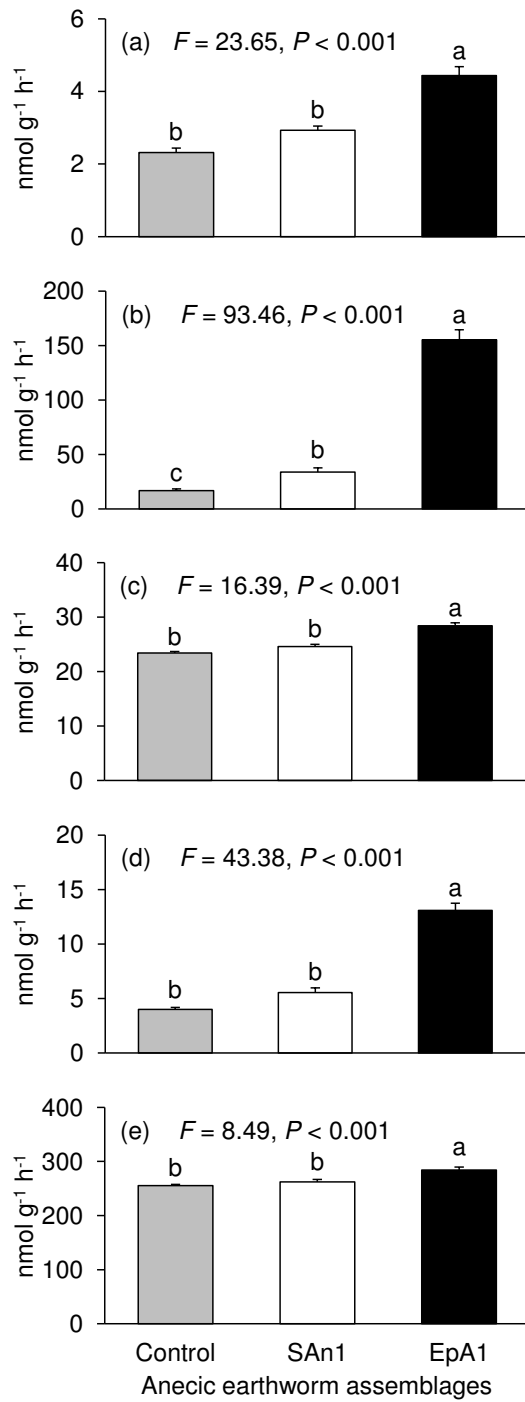 (a) F = 23.65, P < 0.001
nmol g⁻¹ h⁻¹
6
4
2
0
b
b
a
(b) F = 93.46, P < 0.001
nmol g⁻¹ h⁻¹
200
150
100
50
0
c
b
a
(c) F = 16.39, P < 0.001
nmol g⁻¹ h⁻¹
40
30
20
10
0
b
b
a
(d) F = 43.38, P < 0.001
nmol g⁻¹ h⁻¹
20
15
10
5
0
b
b
a
(e) F = 8.49, P < 0.001
nmol g⁻¹ h⁻¹
400
300
200
100
0
b
b
a
Control SAn1 EpA1
Anecic earthworm assemblages